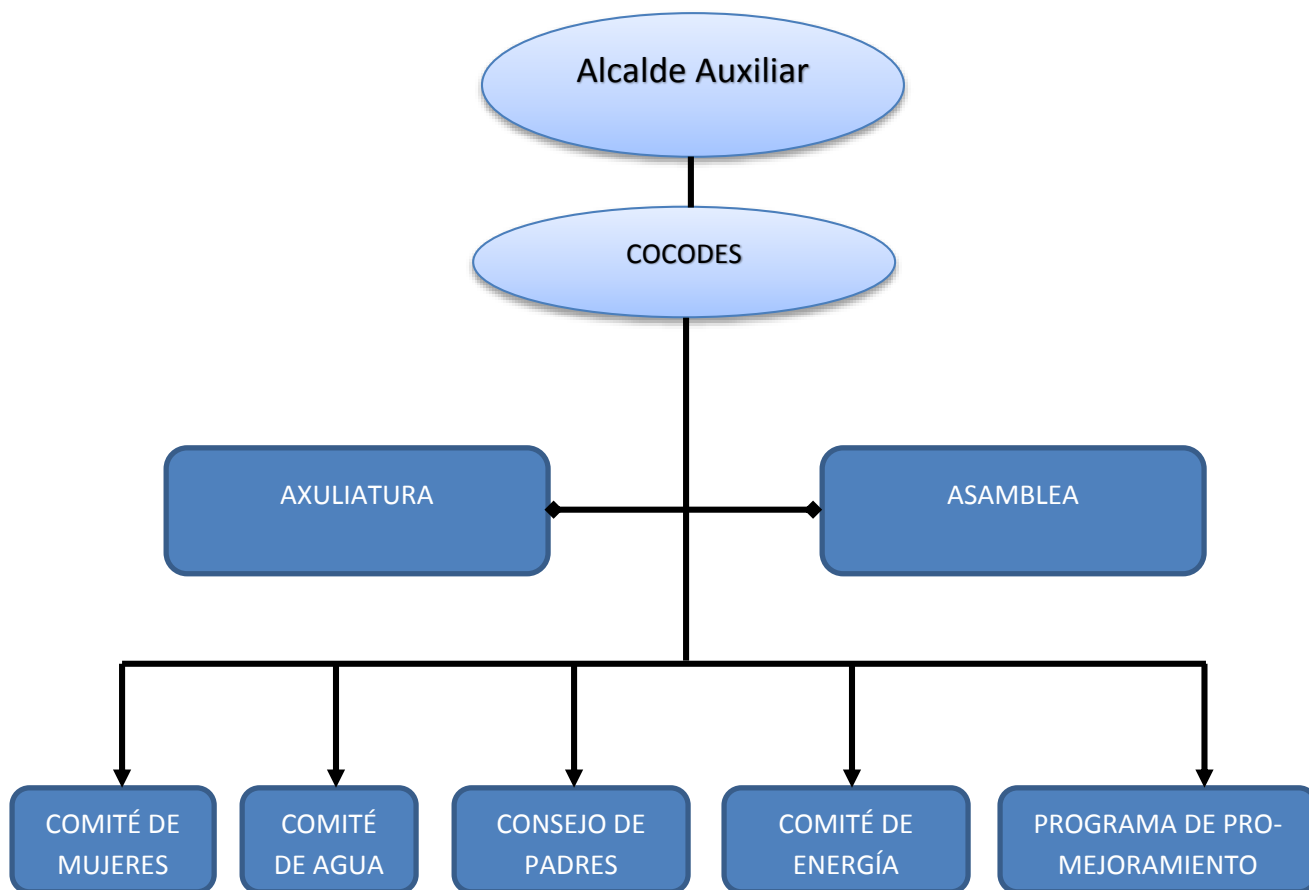 Alcalde Auxiliar
COCODES
AXULIATURA
ASAMBLEA
COMITÉ DE
MUJERES
COMITÉ
DE AGUA
CONSEJO DE
PADRES
COMITÉ DE
ENERGÍA
PROGRAMA DE PRO-
MEJORAMIENTO